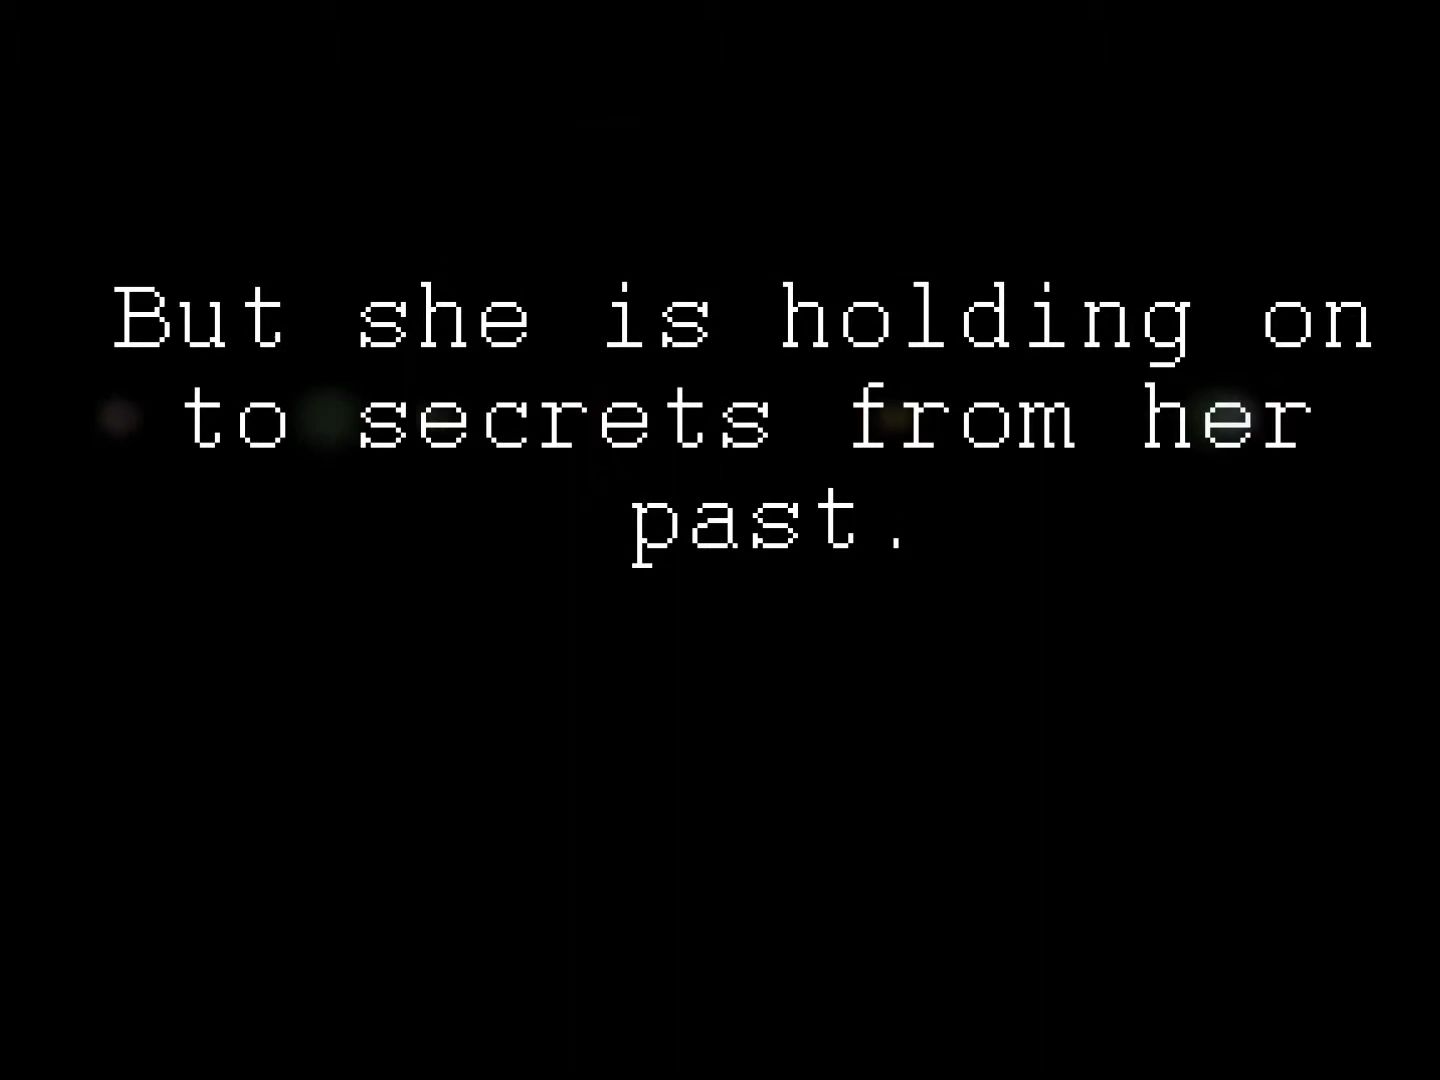 But she is holding on
to secrets from her
past.